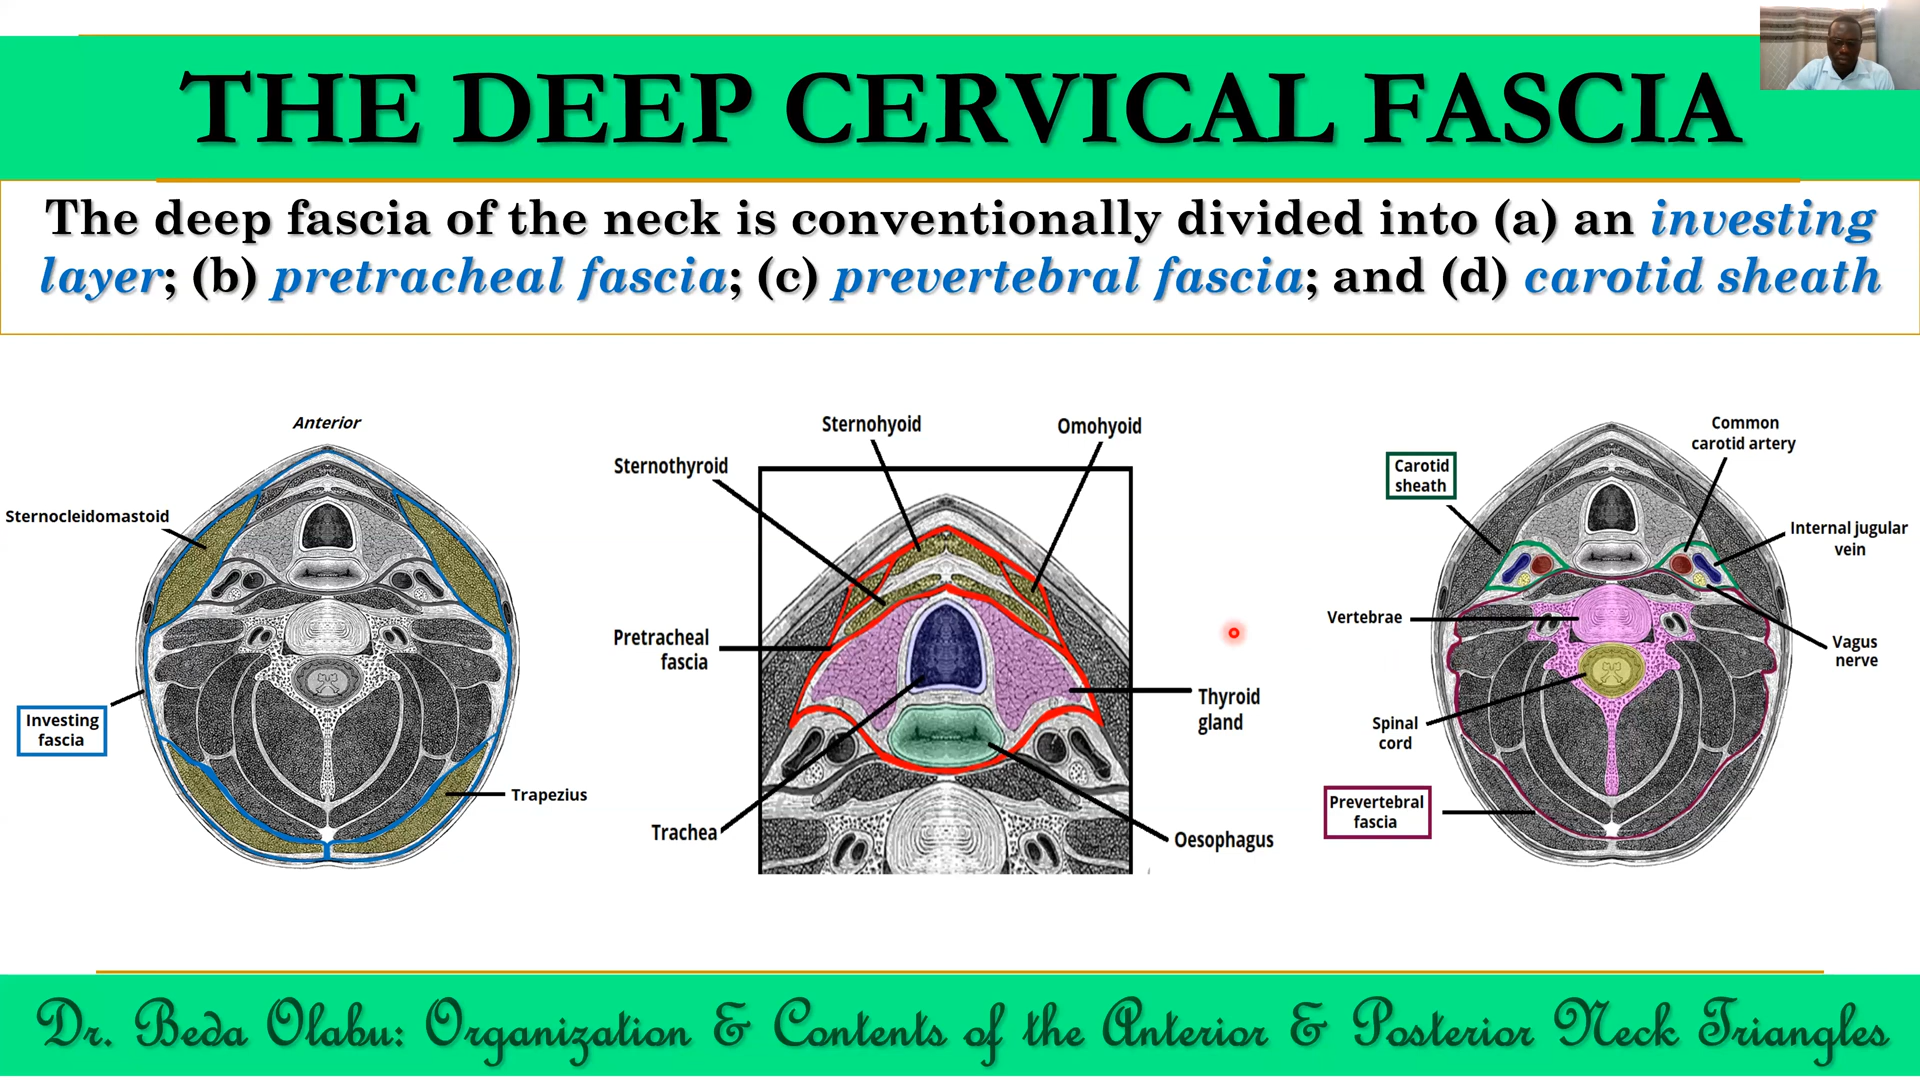 THE DEEP CERVICAL FASCIA
The deep fascia of the neck is conventionally divided into (a) an investing
layer; (b) pretracheal fascia; (c) prevertebral fascia; and (d) carotid sheath
Anterior
Sternocleidomastoid
Investing
fascia
Trapezius
Sternohyoid
Omohyoid
Sternothyroid
Pretracheal
fascia
Thyroid
gland
Trachea
Oesophagus
Common
carotid artery
Carotid
sheath
Internal jugular
vein
Vertebrae
Vagus
nerve
Spinal
cord
Prevertebral
fascia
Dr. Beda Olabu: Organization & Contents of the Anterior & Posterior Neck Triangles